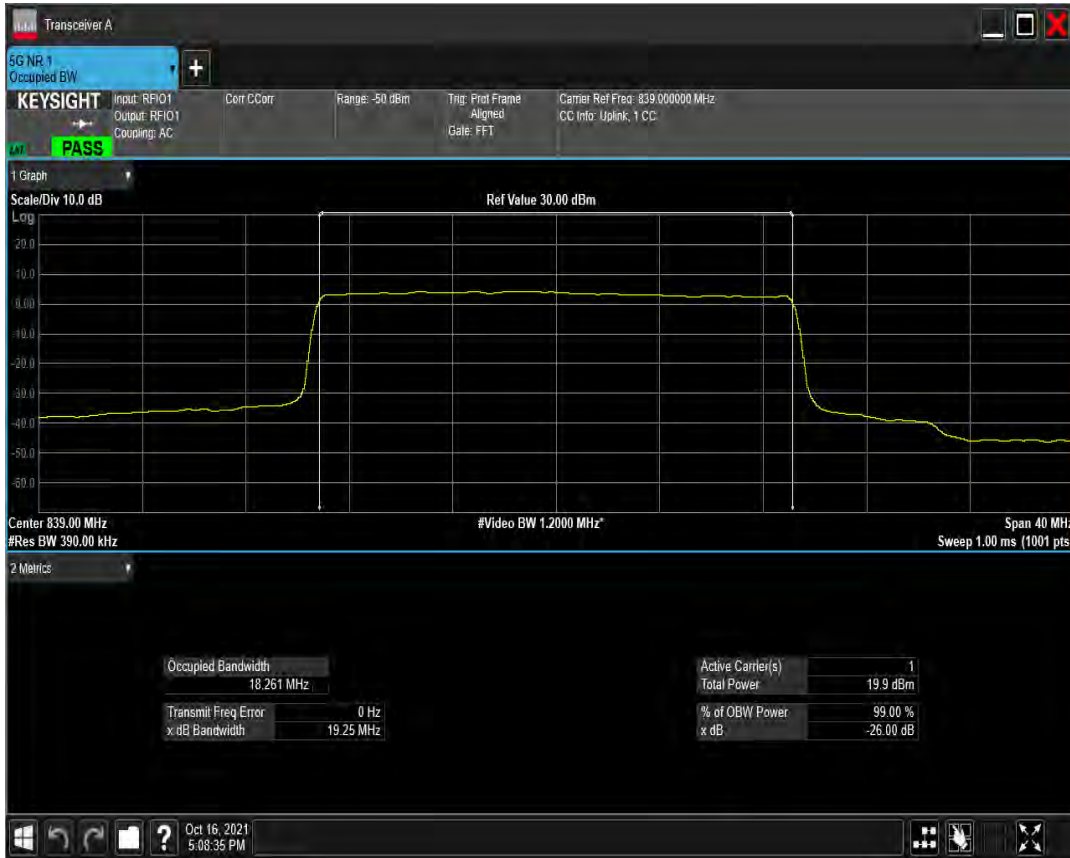 Transceiver A
5G NR 1
Occupied BW
+
KEYSIGHT
Input: RFIO1
Output: RFIO1
Coupling: AC
Corr CCorr
Range: -50 dBm
Trig: Prot Frame
Aligned
Gate: FFT
Carrier Ref Freq: 839.000000 MHz
CC Info: Uplink, 1 CC
PASS
1 Graph
Scale/Div 10.0 dB
Ref Value 30.00 dBm
Log
20.0
10.0
0.00
-10.0
-20.0
-30.0
-40.0
-50.0
-60.0
Center 839.00 MHz
#Video BW 1.2000 MHz*
Span 40 MHz
#Res BW 390.00 kHz
Sweep 1.00 ms (1001 pts
2 Metrics
Occupied Bandwidth
18.261 MHz
Transmit Freq Error 0 Hz
x dB Bandwidth 19.25 MHz
Active Carrier(s) 1
Total Power 19.9 dBm
% of OBW Power 99.00 %
x dB -26.00 dB
?
Oct 16, 2021
5:08:35 PM